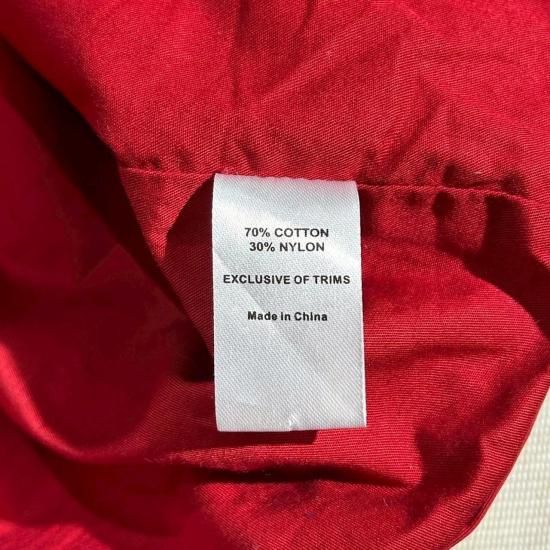 70% COTTON
30% NYLON
EXCLUSIVE OF TRIMS
Made in China